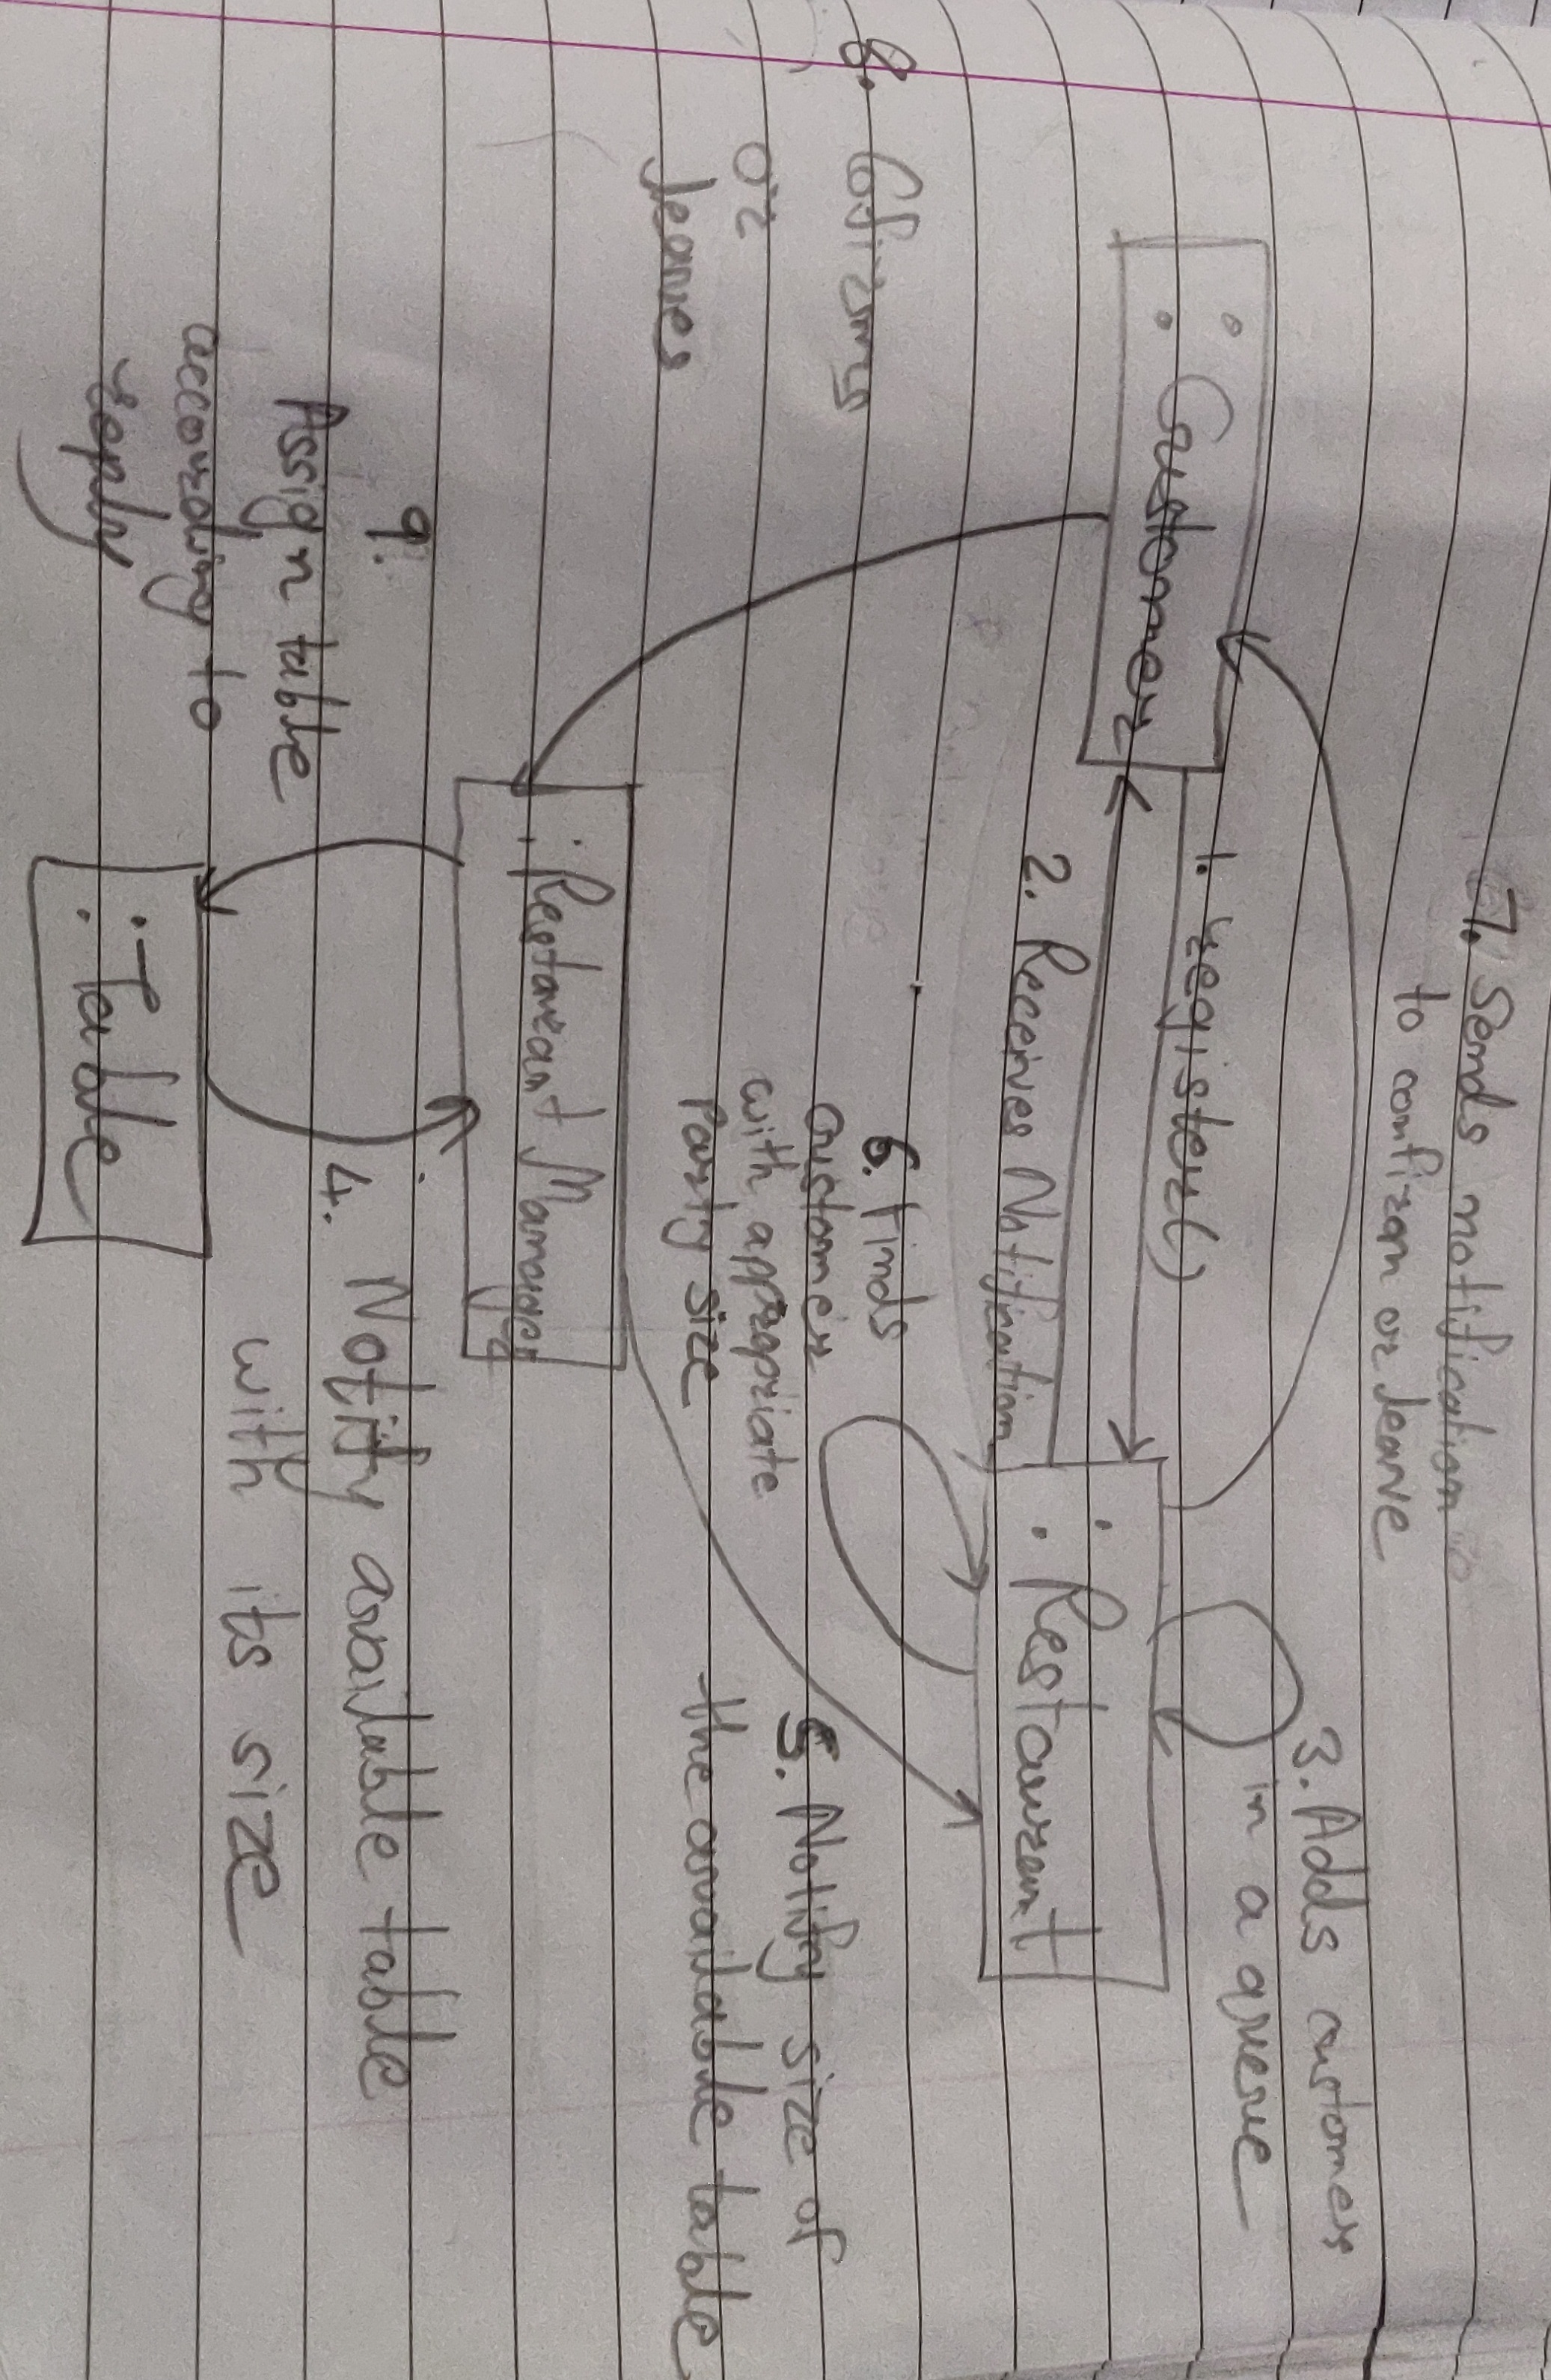 7. Sends notification
to confirm or leave
3. Adds customers
in a queue
: Customer
1. register()
2. Receives Notification
: Restaurant
8. Cofirms
or
leaves
6. Finds
customer
with appropriate
Party size
5. Notify size of
the available table
: Restaurant Manager
9.
Assign table
according to
reply
4. Notify available table
with its size
: Table